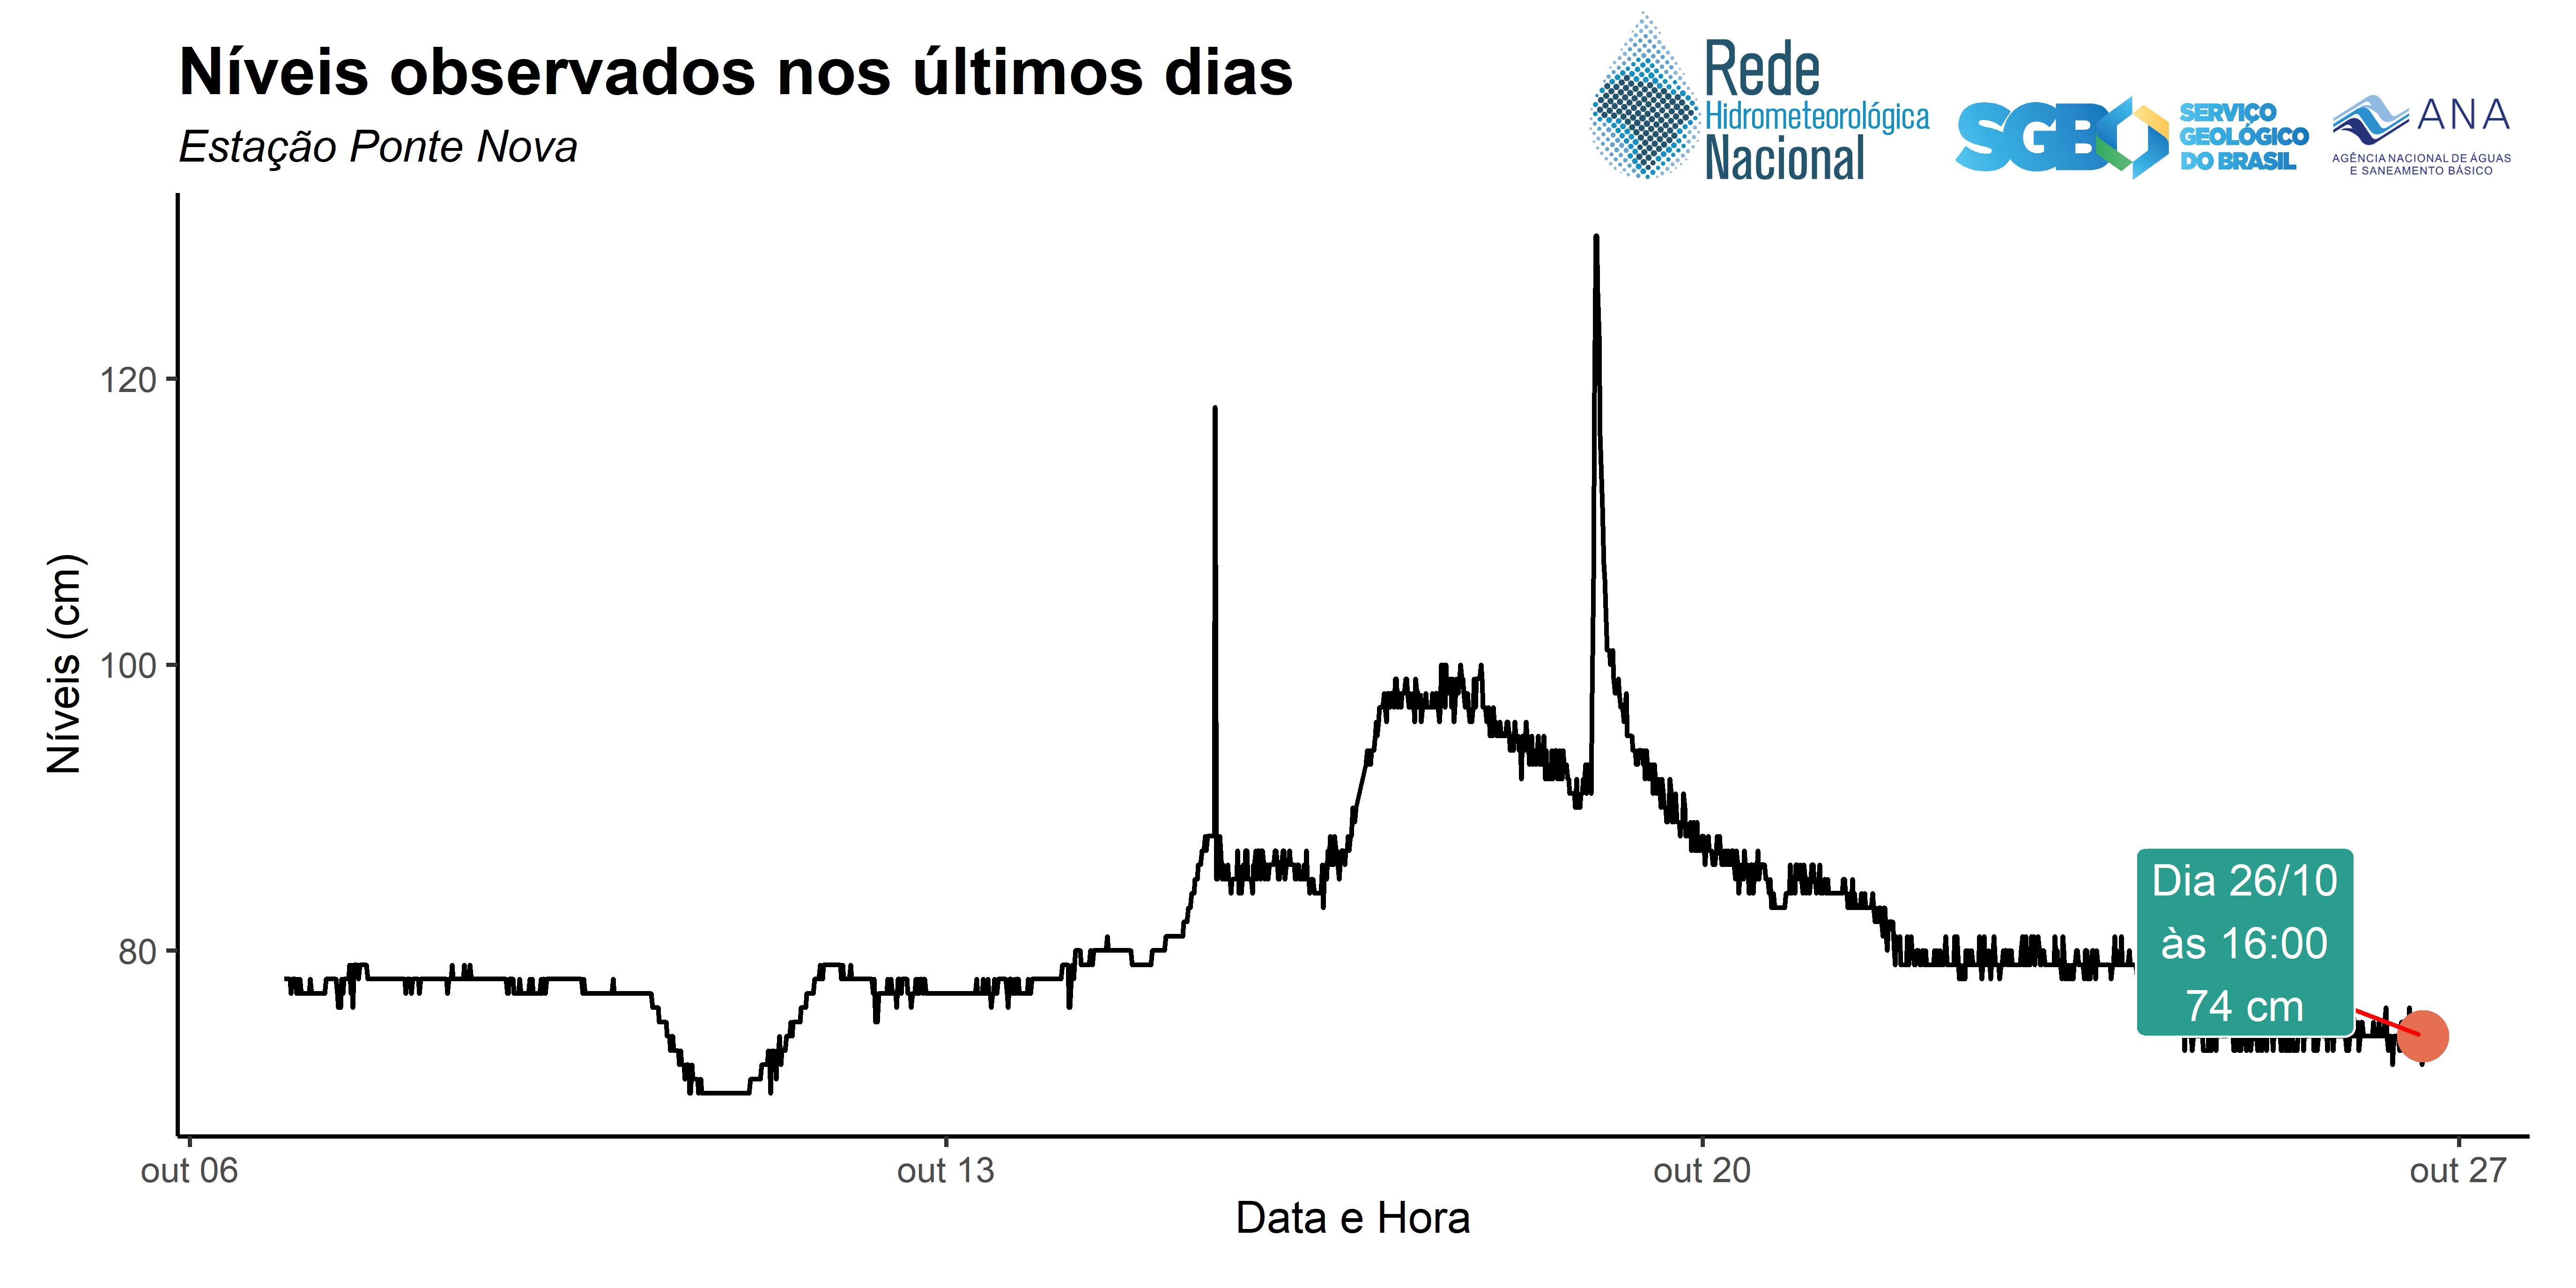 Níveis observados nos últimos dias
Estação Ponte Nova
Rede
Hidrometeorológica
Nacional
SGB
SERVIÇO
GEOLÓGICO
DO BRASIL
ANA
AGÊNCIA NACIONAL DE ÁGUAS
E SANEAMENTO BÁSICO
Níveis (cm)
120
100
80
Dia 26/10
às 16:00
74 cm
out 06
out 13
out 20
out 27
Data e Hora